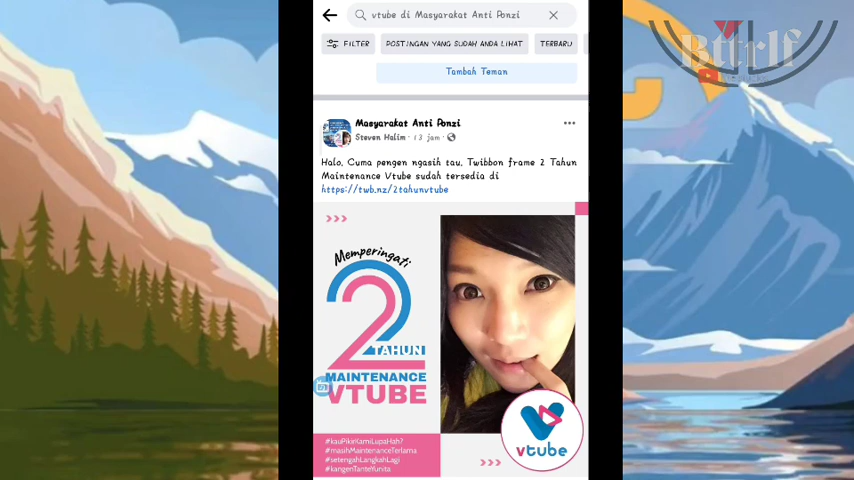 vtube di Masyarakat Anti Ponzi
FILTER
POSTINGAN YANG SUDAH ANDA LIHAT
TERBARU
Tambah Teman
Masyarakat Anti Ponzi
Steven Halim · 13 jam ·
Halo, Cuma pengen ngasih tau, Twibbon frame 2 Tahun
Maintenance Vtube sudah tersedia di
https://twb.nz/2tahunvtube
Memperingati
2
TAHUN
MAINTENANCE
VTUBE
#kauPikirKamiLupaHah?
#masihMaintenanceTerlama
#setengahLangkahLagi
#kangenTanteYunita
vtube
Bttrlf